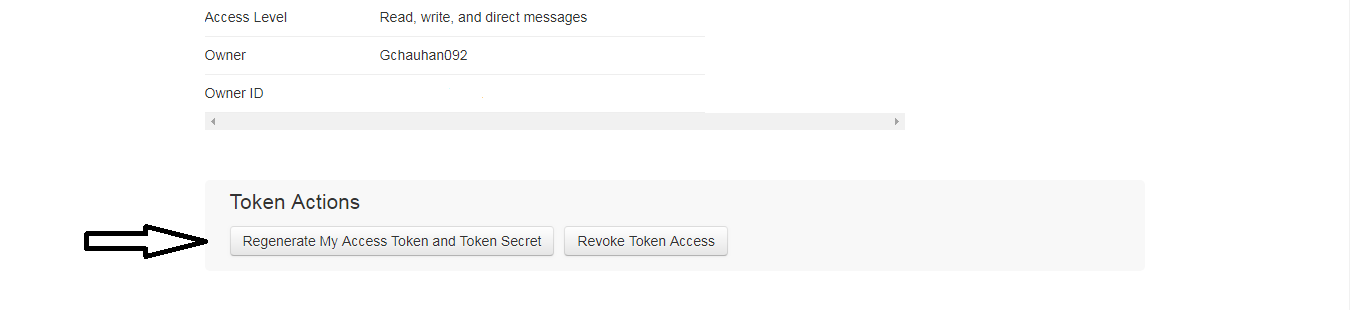 Access Level Read, write, and direct messages
Owner Gchauhan092
Owner ID
Token Actions
Regenerate My Access Token and Token Secret Revoke Token Access